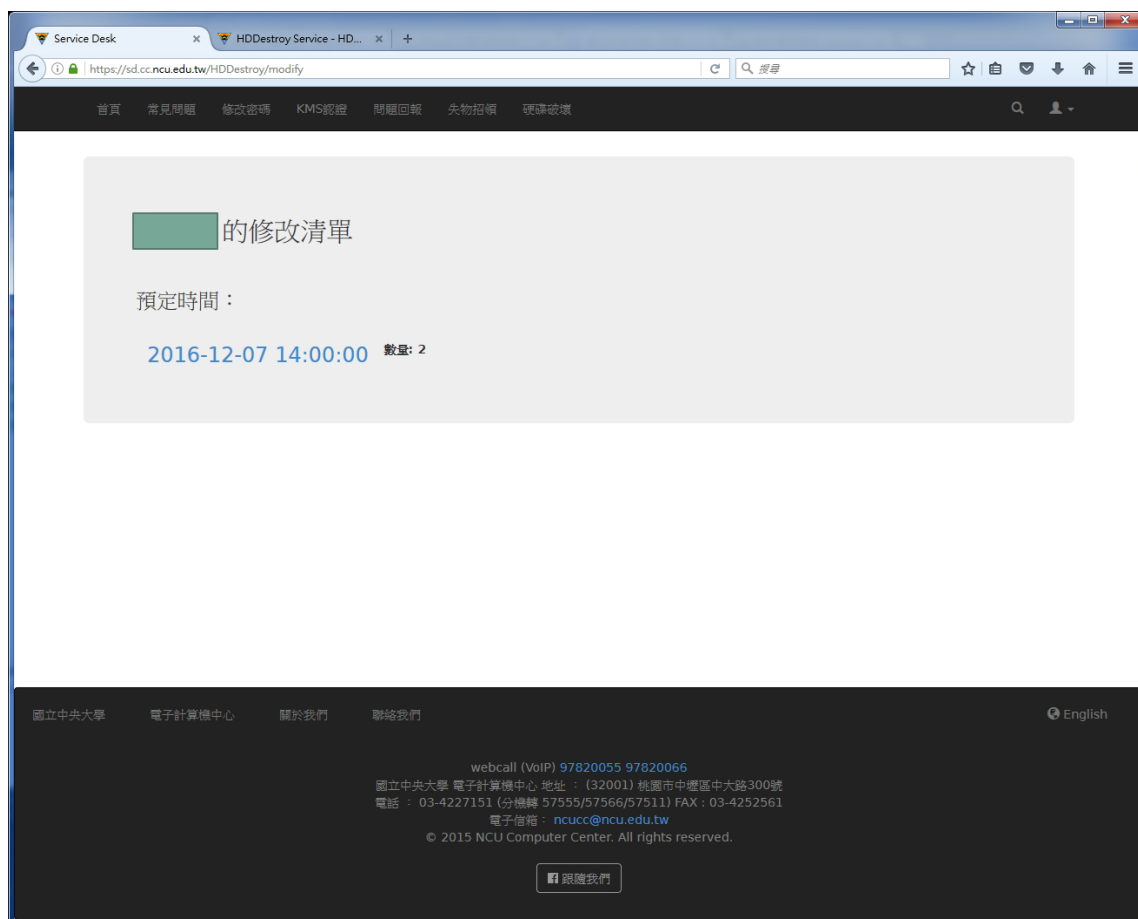 Service Desk
HDDestroy Service - HD...
https://sd.cc.ncu.edu.tw/HDDestroy/modify
搜尋
首頁 常見問題 修改密碼 KMS認證 問題回報 失物招領 硬碟破壞
的修改清單
預定時間：
2016-12-07 14:00:00 數量: 2
國立中央大學 電子計算機中心 關於我們 聯絡我們 English
webcall (VoIP) 97820055 97820066
國立中央大學 電子計算機中心 地址 ： (32001) 桃園市中壢區中大路300號
電話 ： 03-4227151 (分機轉 57555/57566/57511) FAX : 03-4252561
電子信箱： ncucc@ncu.edu.tw
© 2015 NCU Computer Center. All rights reserved.
跟隨我們